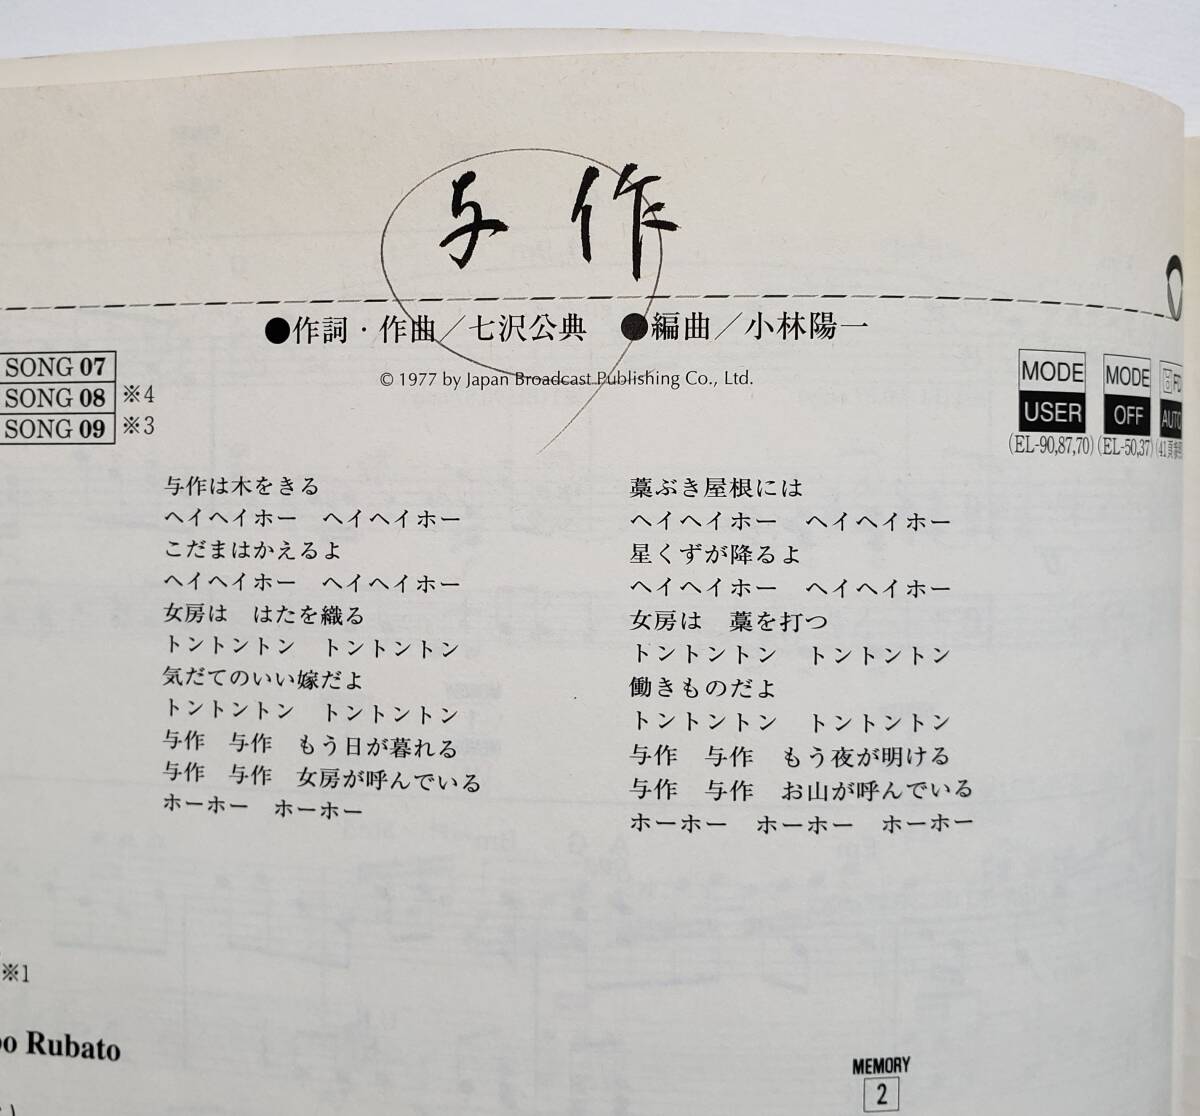 与作
●作詞・作曲／七沢公典 ●編曲／小林陽一
© 1977 by Japan Broadcast Publishing Co., Ltd.
SONG 07
SONG 08 ※4
SONG 09 ※3
MODE USER
(EL-90,87,70)
MODE OFF
(EL-50,37)
FD
AUTO
与作は木をきる
ヘイヘイホー　ヘイヘイホー
こだまはかえるよ
ヘイヘイホー　ヘイヘイホー
女房は　はたを織る
トントントン　トントントン
気だてのいい嫁だよ
トントントン　トントントン
与作　与作　もう日が暮れる
与作　与作　女房が呼んでいる
ホーホー　ホーホー
藁ぶき屋根には
ヘイヘイホー　ヘイヘイホー
星くずが降るよ
ヘイヘイホー　ヘイヘイホー
女房は　藁を打つ
トントントン　トントントン
働きものだよ
トントントン　トントントン
与作　与作　もう夜が明ける
与作　与作　お山が呼んでいる
ホーホー　ホーホー　ホーホー
※1
Rubato
MEMORY
2